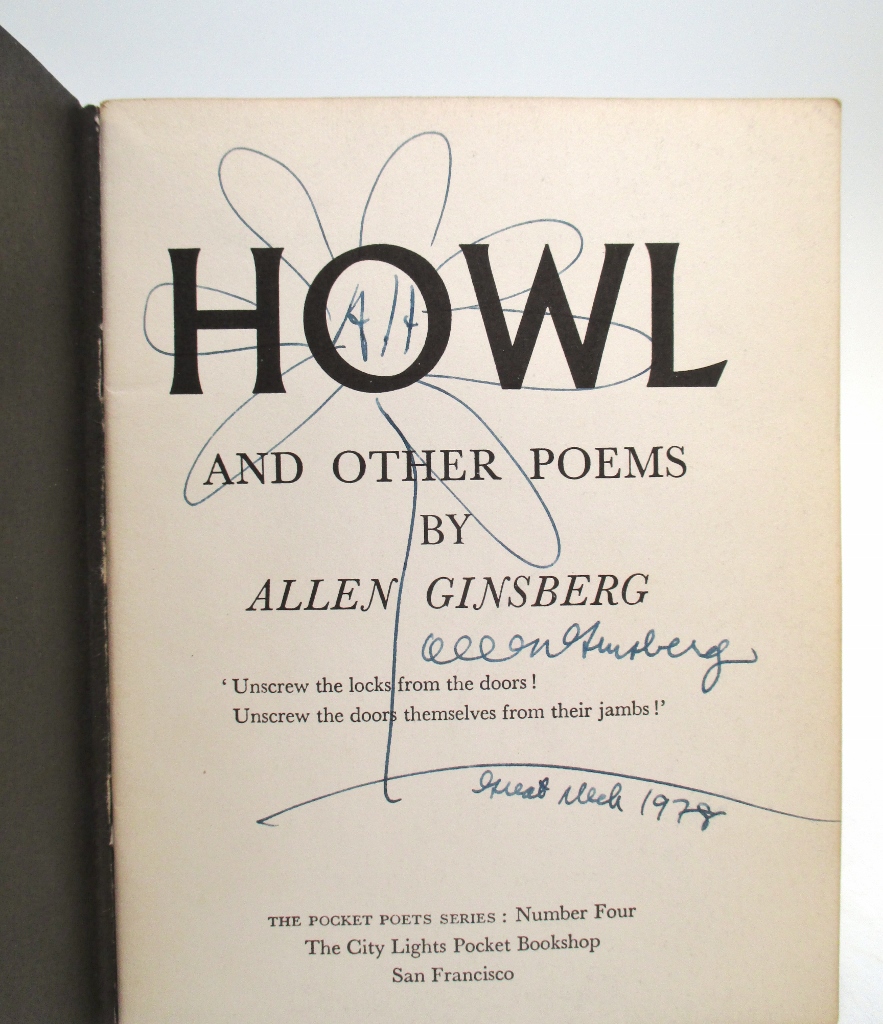 HOWL
AH
AND OTHER POEMS
BY
ALLEN GINSBERG
Allen Ginsberg
‘Unscrew the locks from the doors!
Unscrew the doors themselves from their jambs!’
Great Neck 1978
THE POCKET POETS SERIES : Number Four
The City Lights Pocket Bookshop
San Francisco